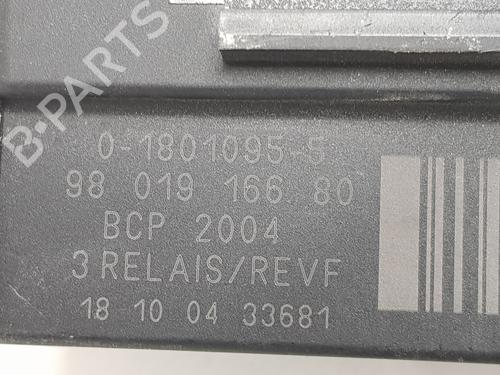 B-PARTS
0-1801095-5
98 019 166 80
BCP 2004
3 RELAIS/REVF
18 10 04 33681